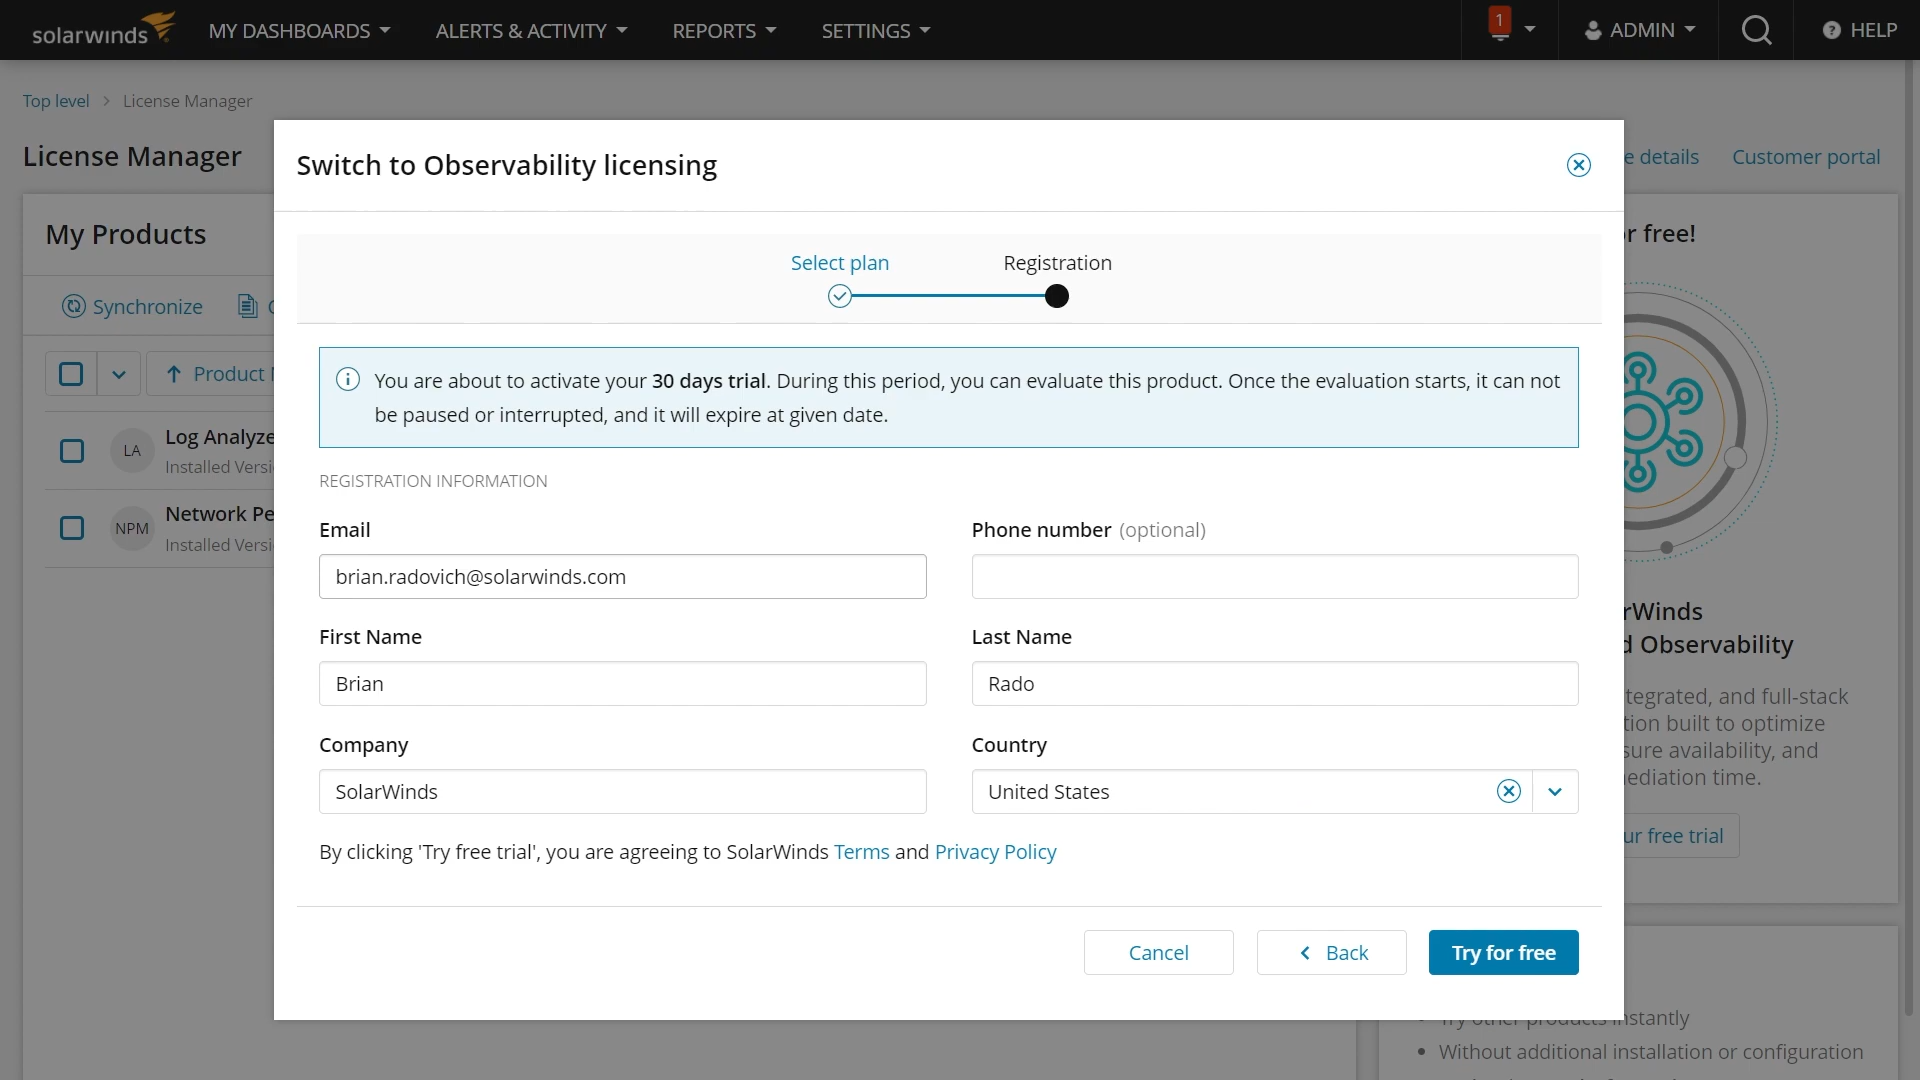 solarwinds MY DASHBOARDS ALERTS & ACTIVITY REPORTS SETTINGS 1 ADMIN ? HELP
Top level > License Manager
License Manager
e details Customer portal
Switch to Observability licensing
My Products
r free!
Select plan Registration
Synchronize
Product
You are about to activate your 30 days trial. During this period, you can evaluate this product. Once the evaluation starts, it can not
be paused or interrupted, and it will expire at given date.
LA Log Analyze
Installed Versi
REGISTRATION INFORMATION
NPM Network Pe
Installed Versi
Email Phone number (optional)
brian.radovich@solarwinds.com
rWinds
First Name Last Name
d Observability
Brian Rado
tegrated, and full-stack
tion built to optimize
Company Country
sure availability, and
ediation time.
SolarWinds United States
ur free trial
By clicking 'Try free trial', you are agreeing to SolarWinds Terms and Privacy Policy
Cancel Back Try for free
Try other products instantly
• Without additional installation or configuration